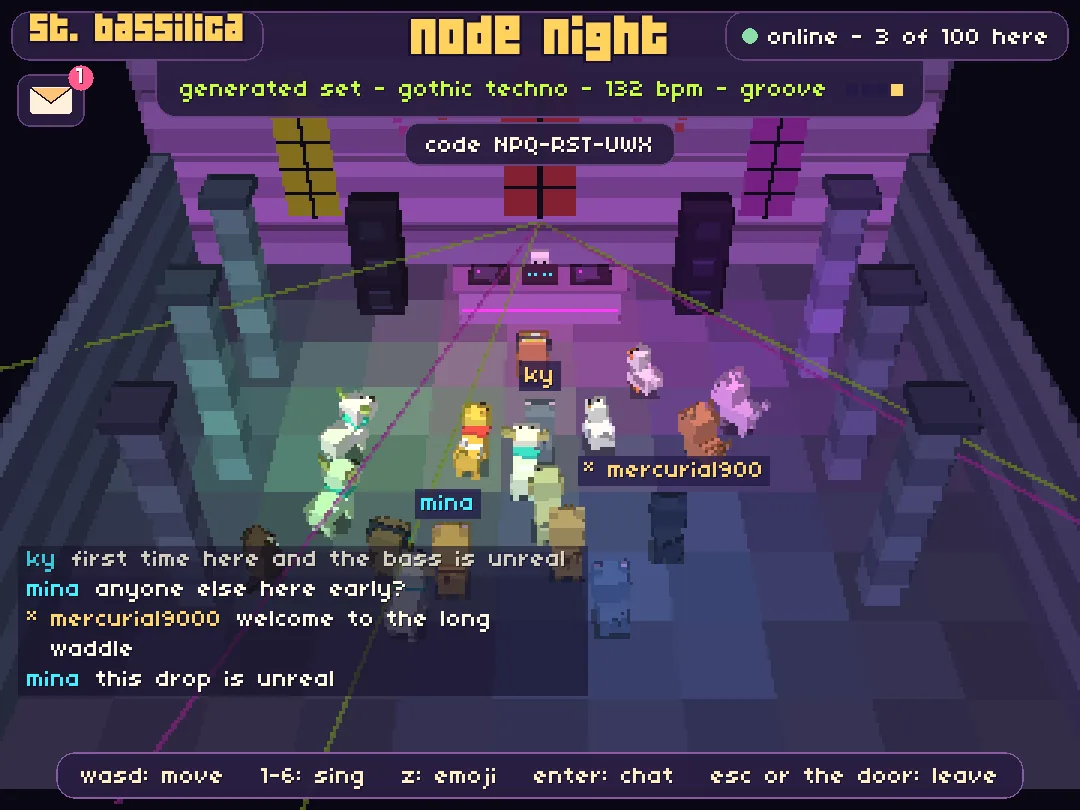 st. bassilica
node night
online - 3 of 100 here
1
generated set - gothic techno - 132 bpm - groove
code NPQ-RST-UWX
ky
* mercurial900
mina
ky first time here and the bass is unreal
mina anyone else here early?
* mercurial9000 welcome to the long
waddle
mina this drop is unreal
wasd: move 1-6: sing z: emoji enter: chat esc or the door: leave